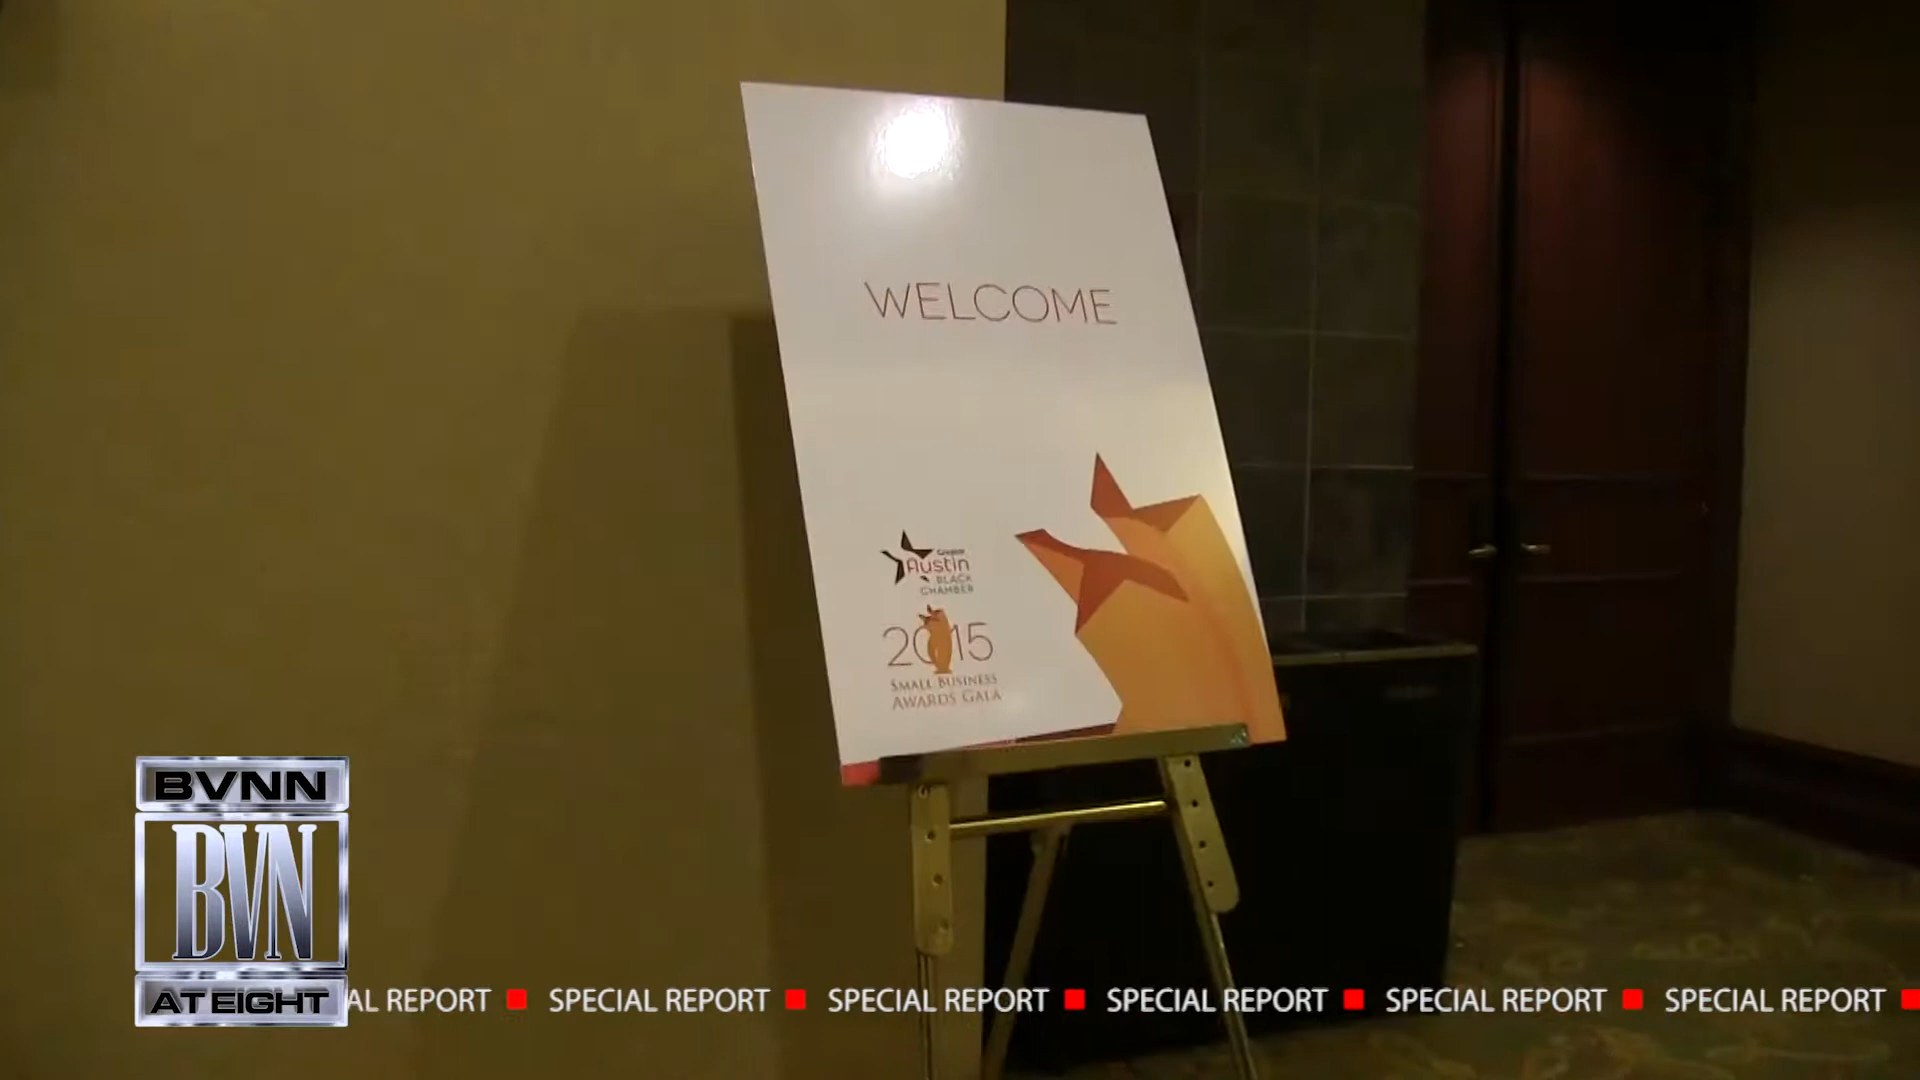 WELCOME
Greater
Austin
BLACK
CHAMBER
2015
SMALL BUSINESS
AWARDS GALA
BVNN
BVN
AT EIGHT
AL REPORT SPECIAL REPORT SPECIAL REPORT SPECIAL REPORT SPECIAL REPORT SPECIAL REPORT